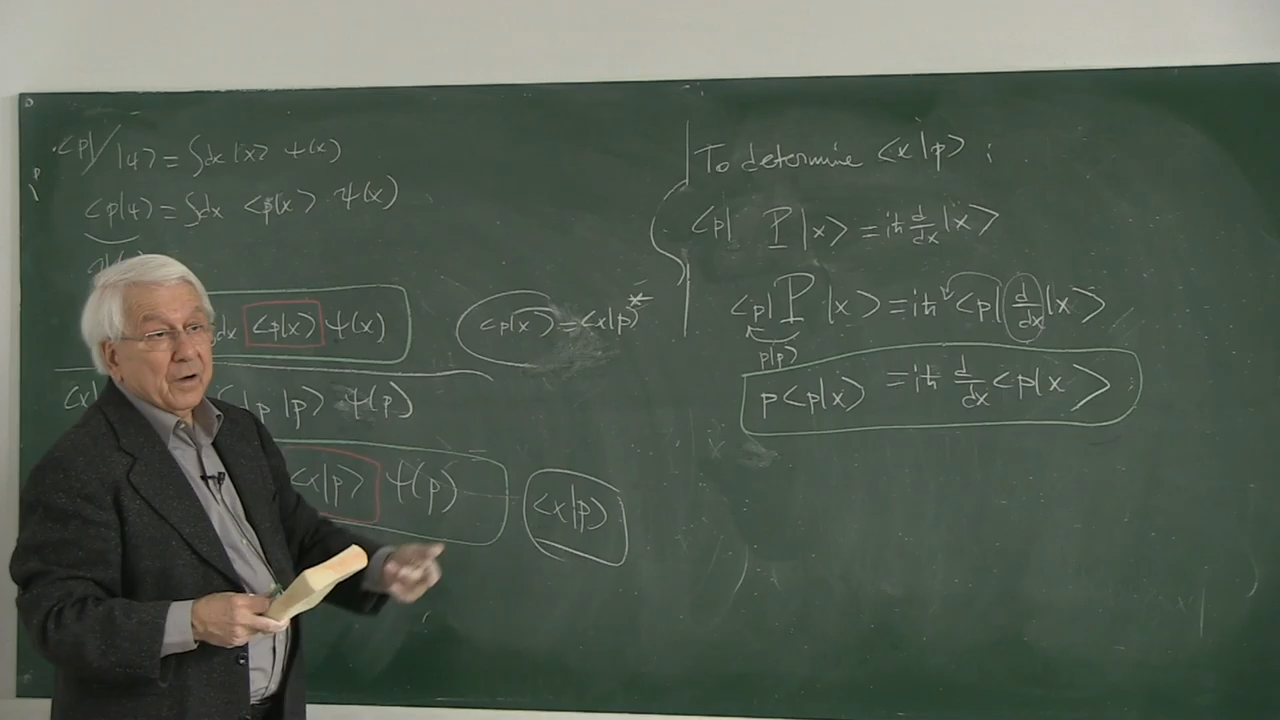 <p|/ |ψ> = ∫dx |x> ψ(x)
<p|ψ> = ∫dx <p|x> ψ(x)
dx <p|x> ψ(x)
<p|x> = <x|p>*
<x|
|p> ψ(p)
<x|p> ψ(p)
<x|p>
To determine <x|p> :
<p| P |x> = iħ d/dx |x>
<p| P |x> = iħ <p| d/dx |x>
p|p>
p <p|x> = iħ d/dx <p|x>